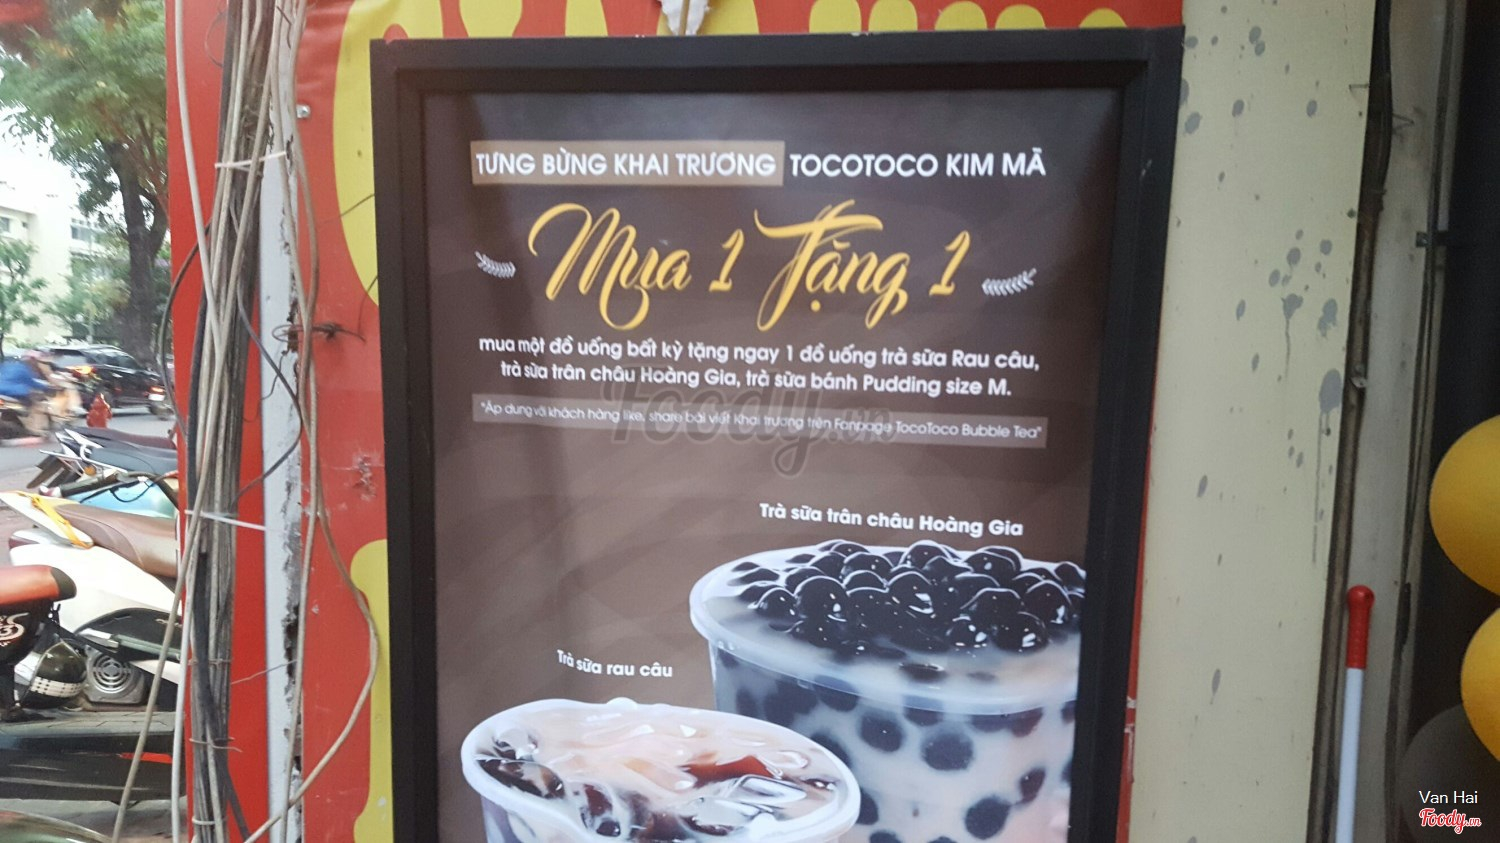 TƯNG BỪNG KHAI TRƯƠNG TOCOTOCO KIM MÃ
Mua 1 Tặng 1
mua một đồ uống bất kỳ tặng ngay 1 đồ uống trà sữa Rau câu,
trà sữa trân châu Hoàng Gia, trà sữa bánh Pudding size M.
"Áp dụng với khách hàng like, share bài viết Khai trương trên Fanpage TocoToco Bubble Tea"
Foody.vn
Trà sữa trân châu Hoàng Gia
Trà sữa rau câu
Van Hai
Foody.vn